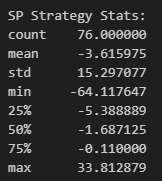 SP Strategy Stats:
count 76.000000
mean -3.615975
std 15.297077
min -64.117647
25% -5.388889
50% -1.687125
75% -0.110000
max 33.812879